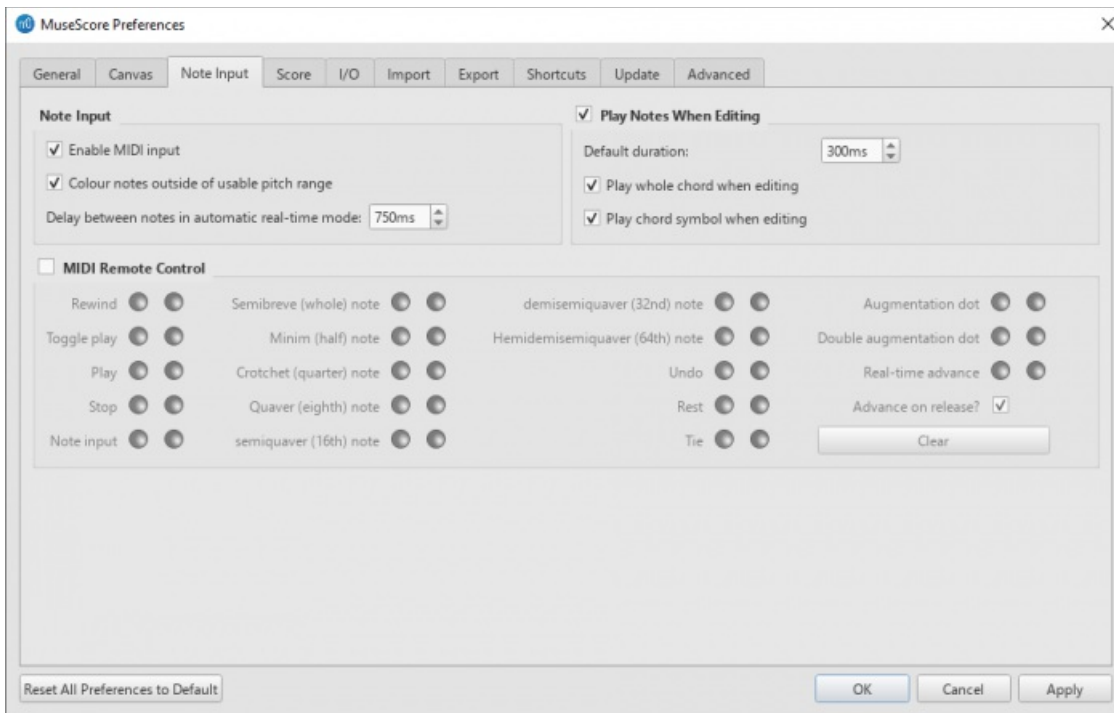 MuseScore Preferences
General Canvas Note Input Score I/O Import Export Shortcuts Update Advanced
Note Input
Enable MIDI input
Colour notes outside of usable pitch range
Delay between notes in automatic real-time mode: 750ms
Play Notes When Editing
Default duration: 300ms
Play whole chord when editing
Play chord symbol when editing
MIDI Remote Control
Rewind Semibreve (whole) note demisemiquaver (32nd) note Augmentation dot
Toggle play Minim (half) note Hemidemisemiquaver (64th) note Double augmentation dot
Play Crotchet (quarter) note Undo Real-time advance
Stop Quaver (eighth) note Rest Advance on release?
Note input semiquaver (16th) note Tie Clear
Reset All Preferences to Default OK Cancel Apply